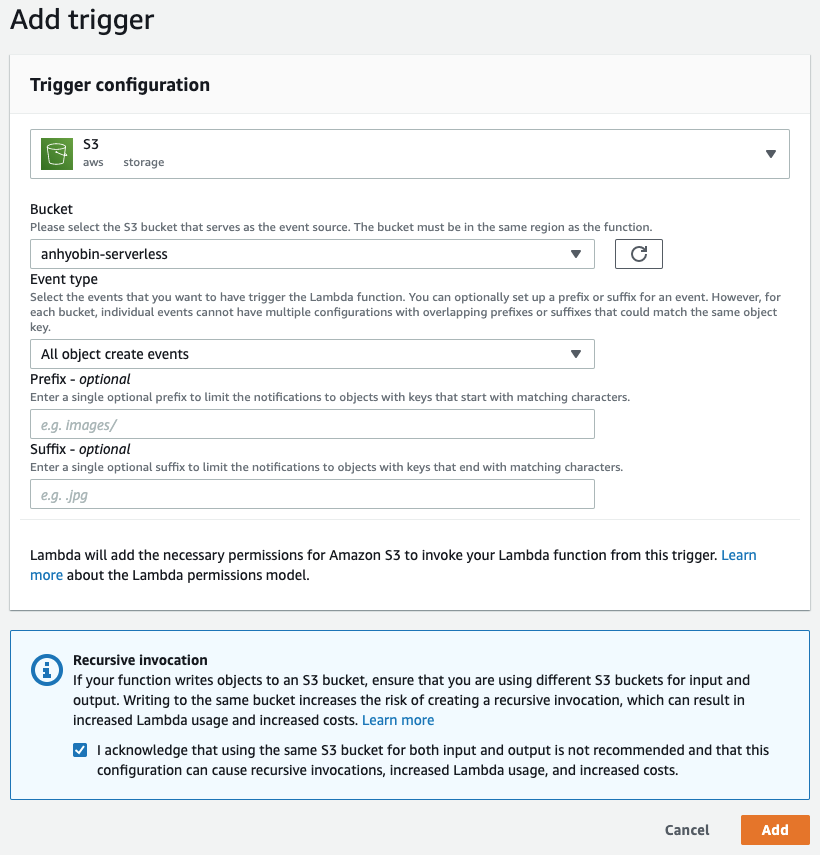 Add trigger
Trigger configuration
S3
aws storage
Bucket
Please select the S3 bucket that serves as the event source. The bucket must be in the same region as the function.
anhyobin-serverless
Event type
Select the events that you want to have trigger the Lambda function. You can optionally set up a prefix or suffix for an event. However, for
each bucket, individual events cannot have multiple configurations with overlapping prefixes or suffixes that could match the same object
key.
All object create events
Prefix - optional
Enter a single optional prefix to limit the notifications to objects with keys that start with matching characters.
e.g. images/
Suffix - optional
Enter a single optional suffix to limit the notifications to objects with keys that end with matching characters.
e.g. .jpg
Lambda will add the necessary permissions for Amazon S3 to invoke your Lambda function from this trigger. Learn
more about the Lambda permissions model.
Recursive invocation
If your function writes objects to an S3 bucket, ensure that you are using different S3 buckets for input and
output. Writing to the same bucket increases the risk of creating a recursive invocation, which can result in
increased Lambda usage and increased costs. Learn more
I acknowledge that using the same S3 bucket for both input and output is not recommended and that this
configuration can cause recursive invocations, increased Lambda usage, and increased costs.
Cancel Add